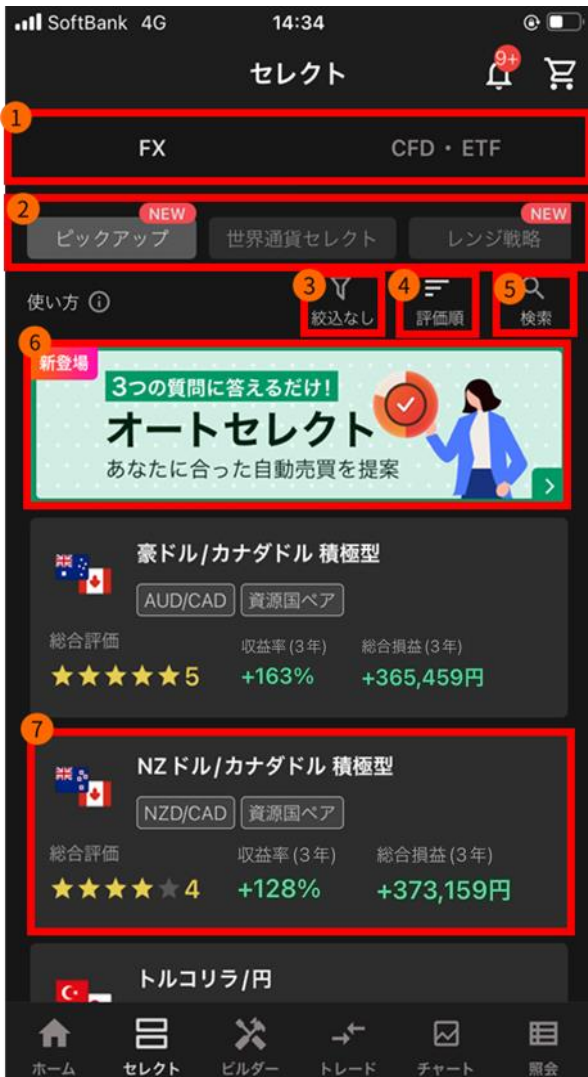 SoftBank 4G 14:34
セレクト 9+
1
FX CFD・ETF
2
NEW NEW
ピックアップ 世界通貨セレクト レンジ戦略
3 4 5
使い方 絞込なし 評価順 検索
6
新登場
3つの質問に答えるだけ!
オートセレクト
あなたに合った自動売買を提案
豪ドル/カナダドル 積極型
AUD/CAD 資源国ペア
総合評価 収益率(3年) 総合損益(3年)
★★★★★5 +163% +365,459円
7
NZドル/カナダドル 積極型
NZD/CAD 資源国ペア
総合評価 収益率(3年) 総合損益(3年)
★★★★★4 +128% +373,159円
トルコリラ/円
ホーム セレクト ビルダー トレード チャート 照会